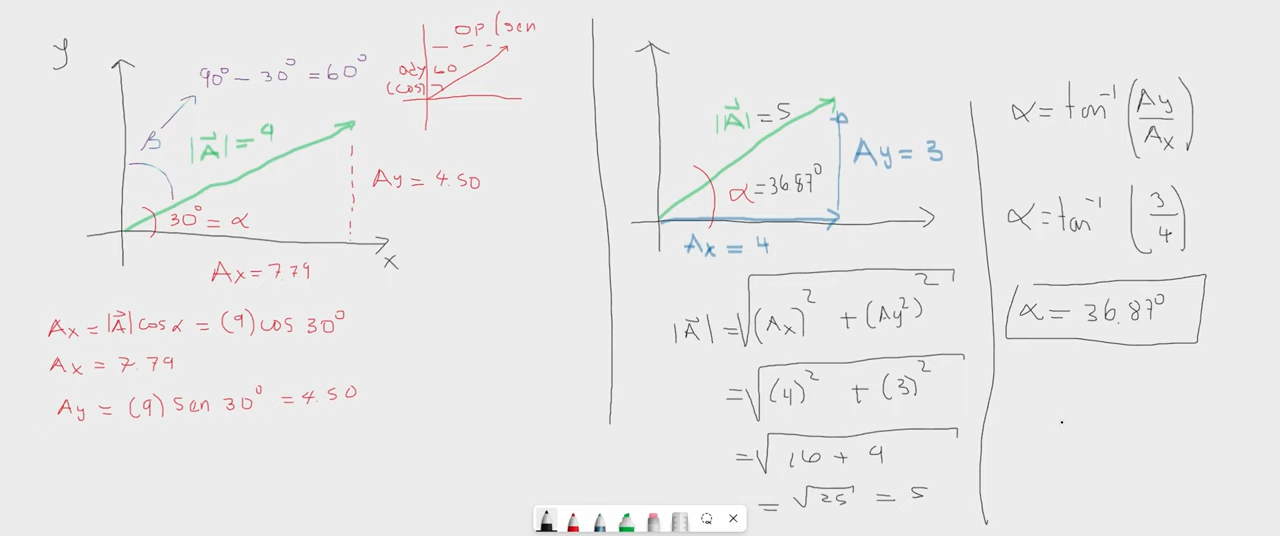 y
90° − 30° = 60°
β
|A⃗| = 9
30° = α
Ay = 4.50
Ax = 7.79
x
Op (sen
ady 60
(cos)
Ax = |A⃗| cos α = (9) cos 30°
Ax = 7.79
Ay = (9) Sen 30° = 4.50
|A⃗| = 5
Ay = 3
α = 36.87°
Ax = 4
|A⃗| = √(Ax)² + (Ay²)²
= √(4)² + (3)²
= √16 + 9
= √25 = 5
α = tan⁻¹ (Ay/Ax)
α = tan⁻¹ (3/4)
α = 36.87°